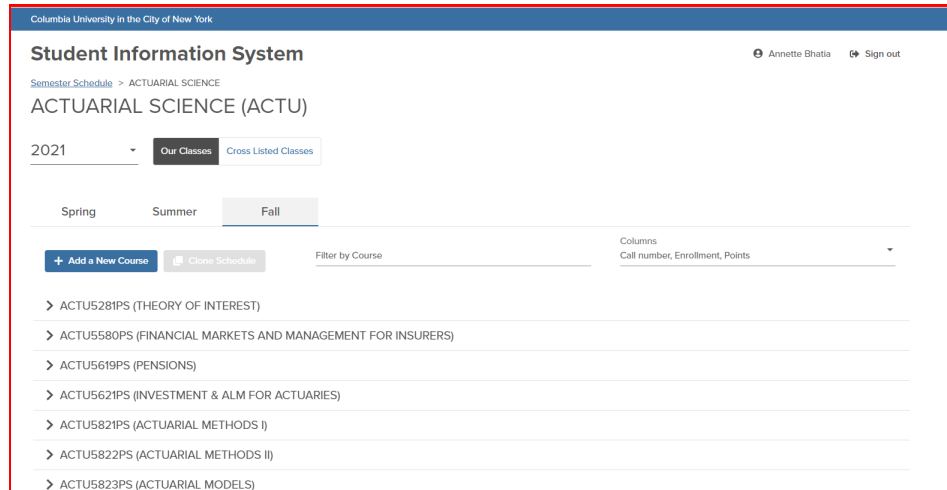 Columbia University in the City of New York
Student Information System
Annette Bhatia Sign out
Semester Schedule > ACTUARIAL SCIENCE
ACTUARIAL SCIENCE (ACTU)
2021 Our Classes Cross Listed Classes
Spring Summer Fall
Columns
+ Add a New Course Clone Schedule Filter by Course Call number, Enrollment, Points
ACTU5281PS (THEORY OF INTEREST)
ACTU5580PS (FINANCIAL MARKETS AND MANAGEMENT FOR INSURERS)
ACTU5619PS (PENSIONS)
ACTU5621PS (INVESTMENT & ALM FOR ACTUARIES)
ACTU5821PS (ACTUARIAL METHODS I)
ACTU5822PS (ACTUARIAL METHODS II)
ACTU5823PS (ACTUARIAL MODELS)